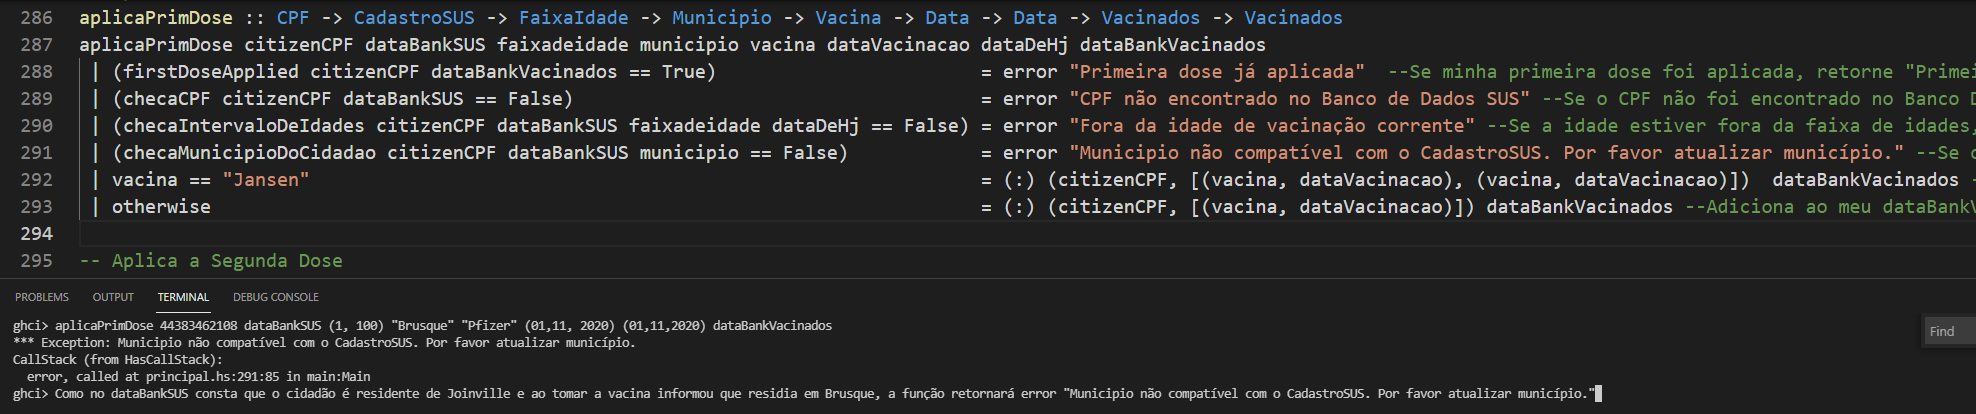 286 aplicaPrimDose :: CPF -> CadastroSUS -> FaixaIdade -> Municipio -> Vacina -> Data -> Data -> Vacinados -> Vacinados
287 aplicaPrimDose citizenCPF dataBankSUS faixadeidade municipio vacina dataVacinacao dataDeHj dataBankVacinados
288 | (firstDoseApplied citizenCPF dataBankVacinados == True) = error "Primeira dose já aplicada" --Se minha primeira dose foi aplicada, retorne "Primei
289 | (checaCPF citizenCPF dataBankSUS == False) = error "CPF não encontrado no Banco de Dados SUS" --Se o CPF não foi encontrado no Banco D
290 | (checaIntervaloDeIdades citizenCPF dataBankSUS faixadeidade dataDeHj == False) = error "Fora da idade de vacinação corrente" --Se a idade estiver fora da faixa de idades,
291 | (checaMunicipioDoCidadao citizenCPF dataBankSUS municipio == False) = error "Municipio não compatível com o CadastroSUS. Por favor atualizar município." --Se
292 | vacina == "Jansen" = (:) (citizenCPF, [(vacina, dataVacinacao), (vacina, dataVacinacao)]) dataBankVacinados -
293 | otherwise = (:) (citizenCPF, [(vacina, dataVacinacao)]) dataBankVacinados --Adiciona ao meu dataBankV
294
295 -- Aplica a Segunda Dose
PROBLEMS OUTPUT TERMINAL DEBUG CONSOLE
ghci> aplicaPrimDose 44383462108 dataBankSUS (1, 100) "Brusque" "Pfizer" (01,11, 2020) (01,11,2020) dataBankVacinados
Find
*** Exception: Municipio não compatível com o CadastroSUS. Por favor atualizar município.
CallStack (from HasCallStack):
error, called at principal.hs:291:85 in main:Main
ghci> Como no dataBankSUS consta que o cidadão é residente de Joinville e ao tomar a vacina informou que residia em Brusque, a função retornará error "Municipio não compatível com o CadastroSUS. Por favor atualizar município."